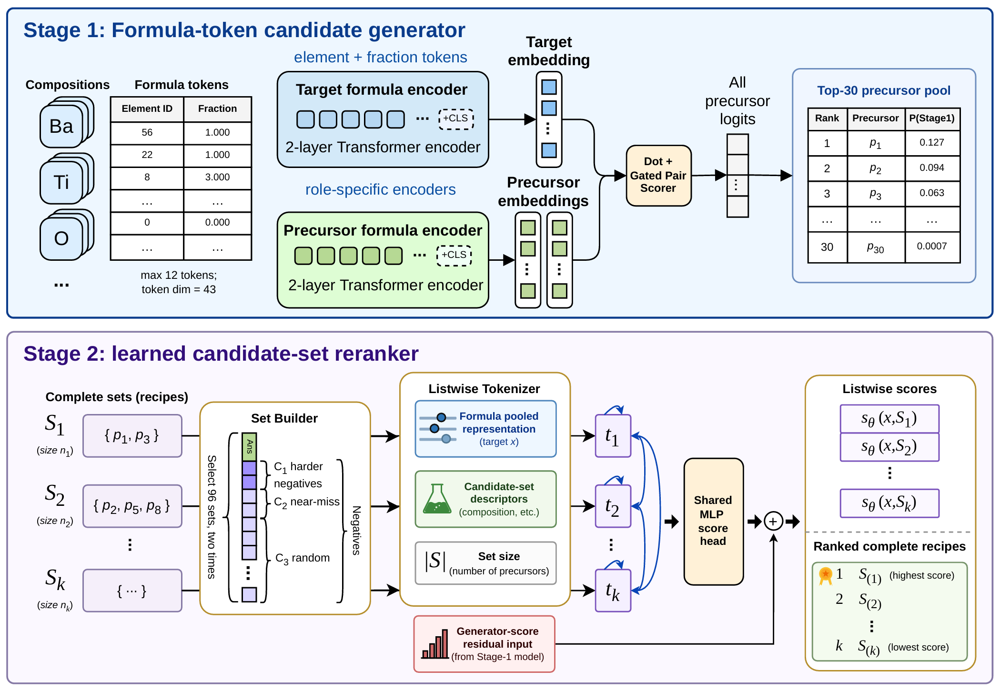 Stage 1: Formula-token candidate generator
Compositions
Ba
Ti
O
...
Formula tokens
Element ID Fraction
56 1.000
22 1.000
8 3.000
... ...
0 0.000
... ...
max 12 tokens;
token dim = 43
element + fraction tokens
Target formula encoder
... +CLS
2-layer Transformer encoder
role-specific encoders
Precursor formula encoder
... +CLS
2-layer Transformer encoder
Target
embedding
Precursor
embeddings
Dot +
Gated Pair
Scorer
All
precursor
logits
Top-30 precursor pool
Rank Precursor P(Stage1)
1 p1 0.127
2 p2 0.094
3 p3 0.063
... ... ...
30 p30 0.0007
Stage 2: learned candidate-set reranker
Complete sets (recipes)
S1
(size n1)
{ p1, p3 }
S2
(size n2)
{ p2, p5, p8 }
Sk
(size nk)
{ ··· }
Set Builder
Select 96 sets, two times
Ans
C1 harder
negatives
C2 near-miss
C3 random
Negatives
Listwise Tokenizer
Formula pooled
representation
(target x)
Candidate-set
descriptors
(composition, etc.)
|S| Set size
(number of precursors)
Generator-score
residual input
(from Stage-1 model)
t1
t2
tk
Shared
MLP
score
head
+
Listwise scores
sθ (x,S1)
sθ (x,S2)
sθ (x,Sk)
Ranked complete recipes
1 S(1) (highest score)
2 S(2)
k S(k) (lowest score)